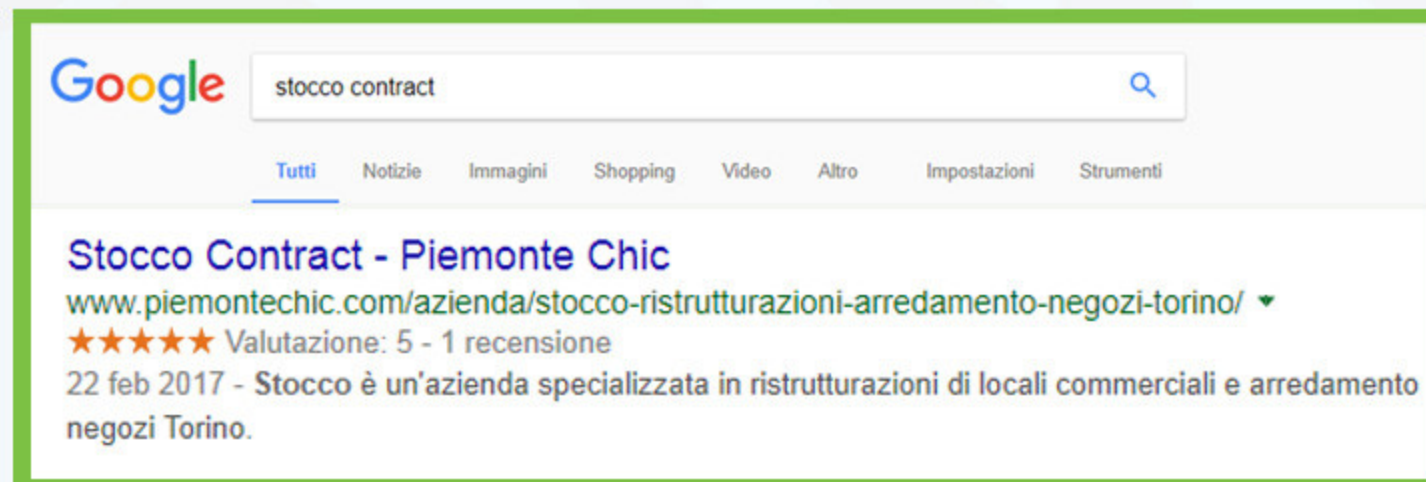 Google stocco contract
Tutti Notizie Immagini Shopping Video Altro Impostazioni Strumenti
Stocco Contract - Piemonte Chic
www.piemontechic.com/azienda/stocco-ristrutturazioni-arredamento-negozi-torino/
★★★★★ Valutazione: 5 - 1 recensione
22 feb 2017 - Stocco è un'azienda specializzata in ristrutturazioni di locali commerciali e arredamento
negozi Torino.